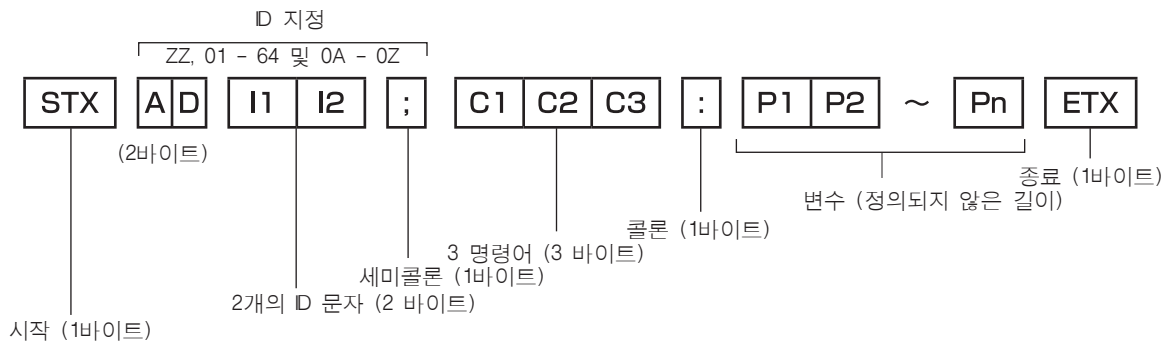 ID 지정
ZZ, 01 - 64 및 0A - 0Z
STX A D I1 I2 ; C1 C2 C3 : P1 P2 ~ Pn ETX
(2바이트)
종료 (1바이트)
변수 (정의되지 않은 길이)
콜론 (1바이트)
3 명령어 (3 바이트)
세미콜론 (1바이트)
2개의 ID 문자 (2 바이트)
시작 (1바이트)